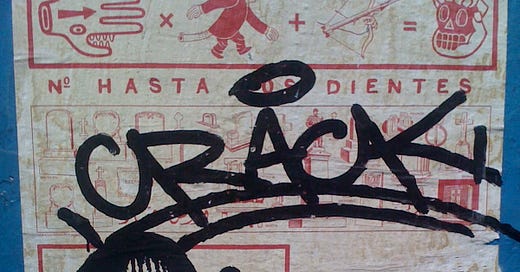 × + =
Nº HASTA LOS DIENTES
CRACK